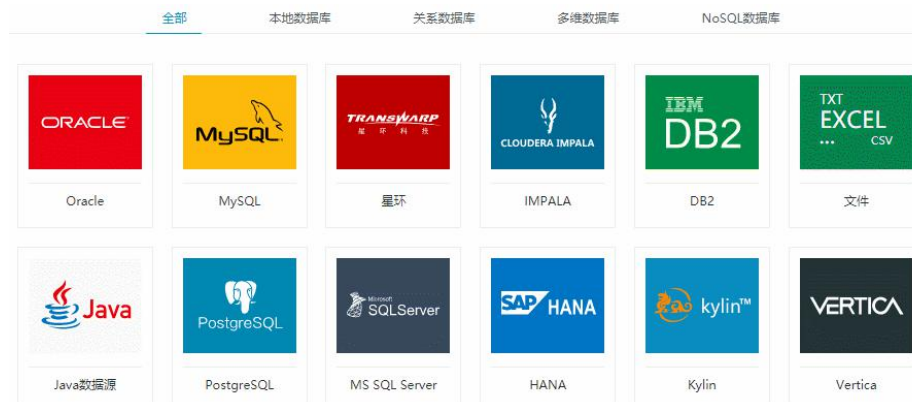 全部 本地数据库 关系数据库 多维数据库 NoSQL数据库
ORACLE MySQL TRANSWARP 星环科技 CLOUDERA IMPALA IBM DB2 TXT EXCEL ... CSV
Oracle MySQL 星环 IMPALA DB2 文件
Java PostgreSQL Microsoft SQLServer SAP HANA kylin™ VERTICA
Java数据源 PostgreSQL MS SQL Server HANA Kylin Vertica